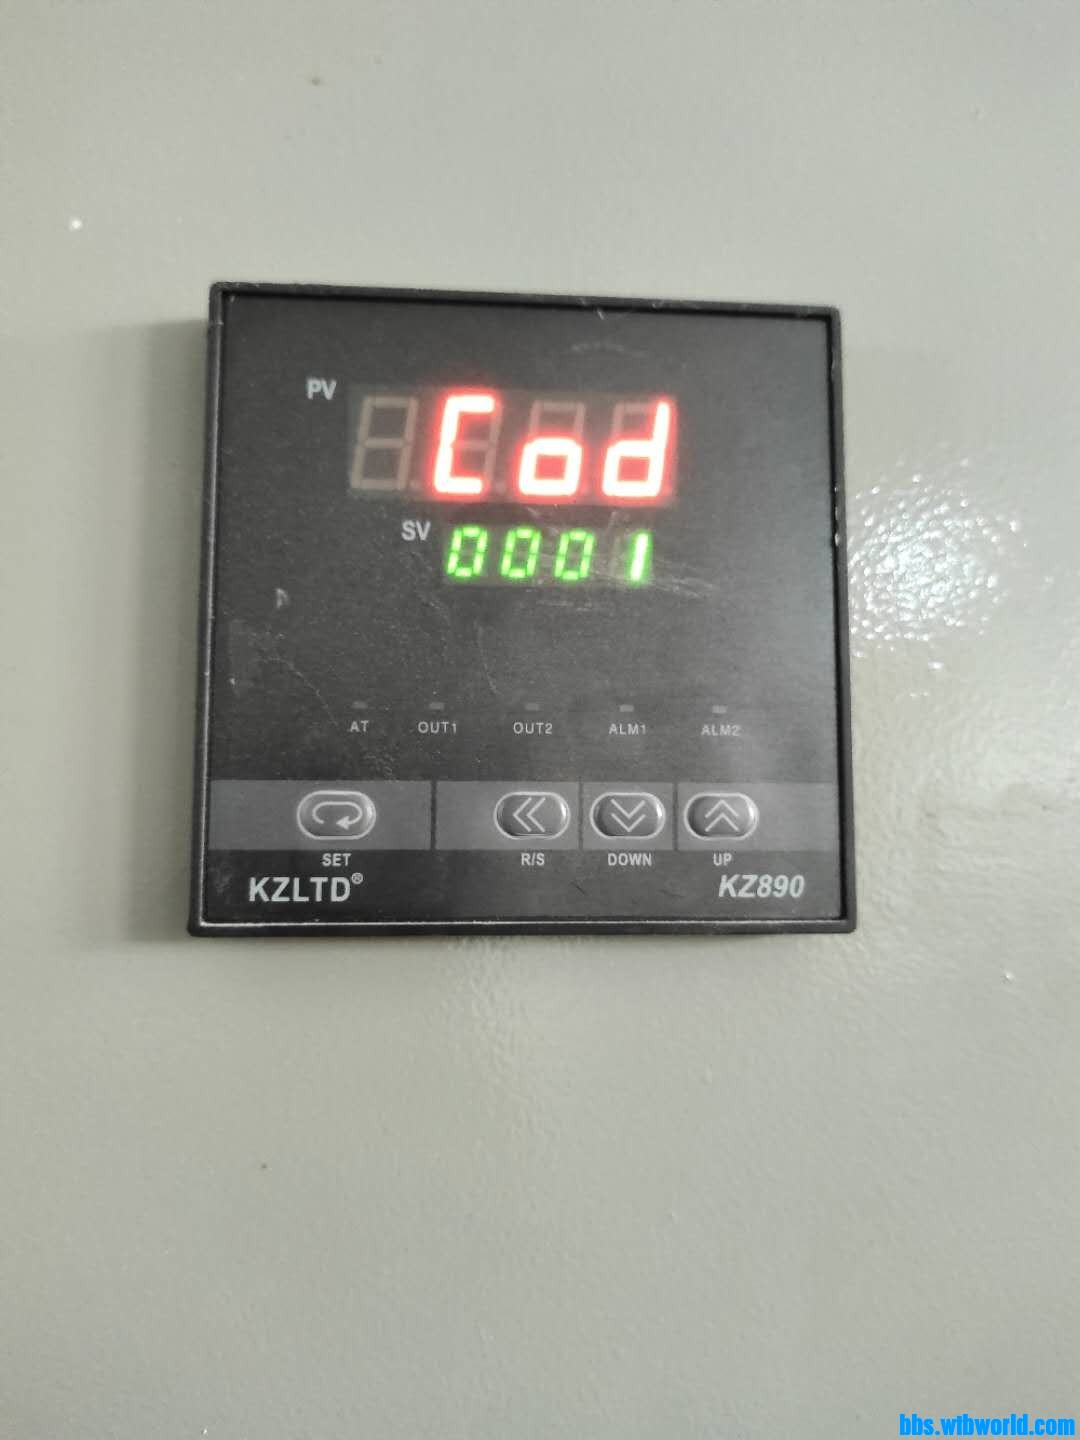 PV
Cod
SV
0001
AT OUT1 OUT2 ALM1 ALM2
SET R/S DOWN UP
KZLTD® KZ890
bbs.wibworld.com